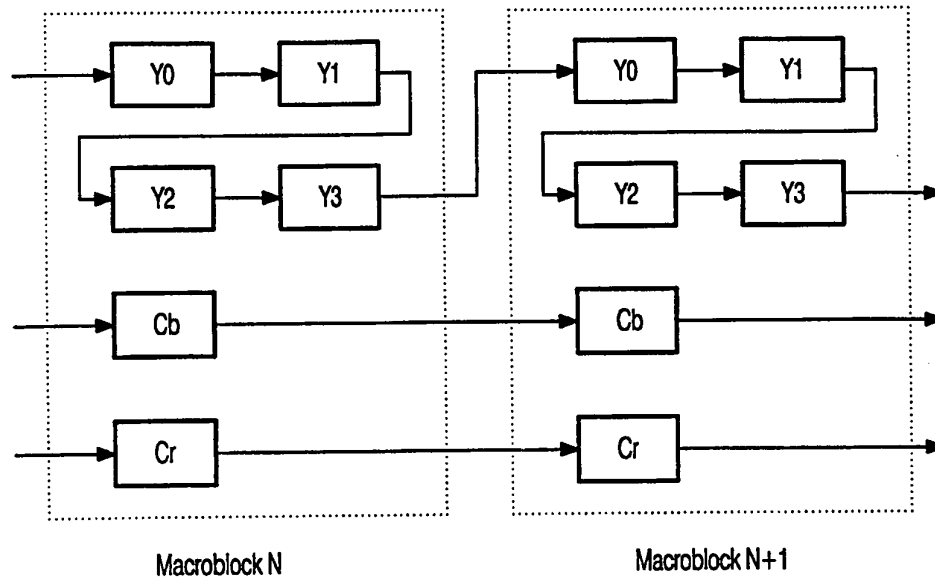 Y0 Y1 Y0 Y1
Y2 Y3 Y2 Y3
Cb Cb
Cr Cr
Macroblock N Macroblock N+1